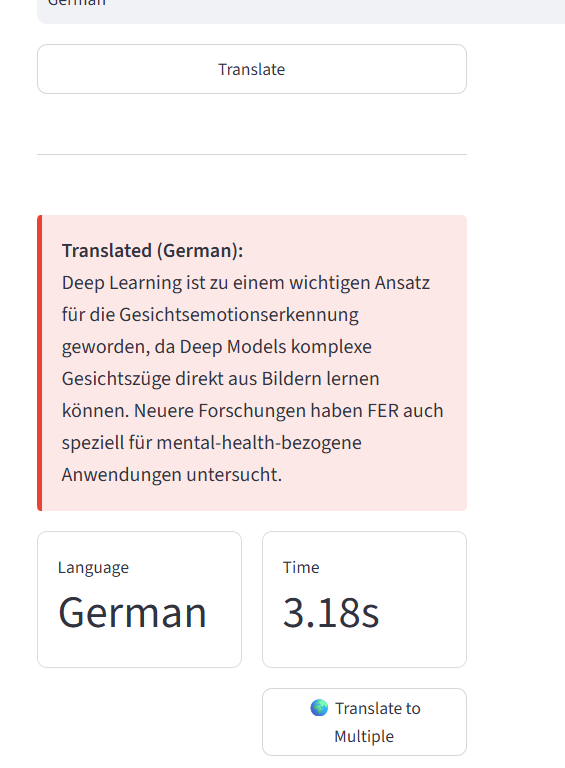 German
Translate
Translated (German):
Deep Learning ist zu einem wichtigen Ansatz
für die Gesichtsemotionserkennung
geworden, da Deep Models komplexe
Gesichtszüge direkt aus Bildern lernen
können. Neuere Forschungen haben FER auch
speziell für mental-health-bezogene
Anwendungen untersucht.
Language
German
Time
3.18s
Translate to
Multiple